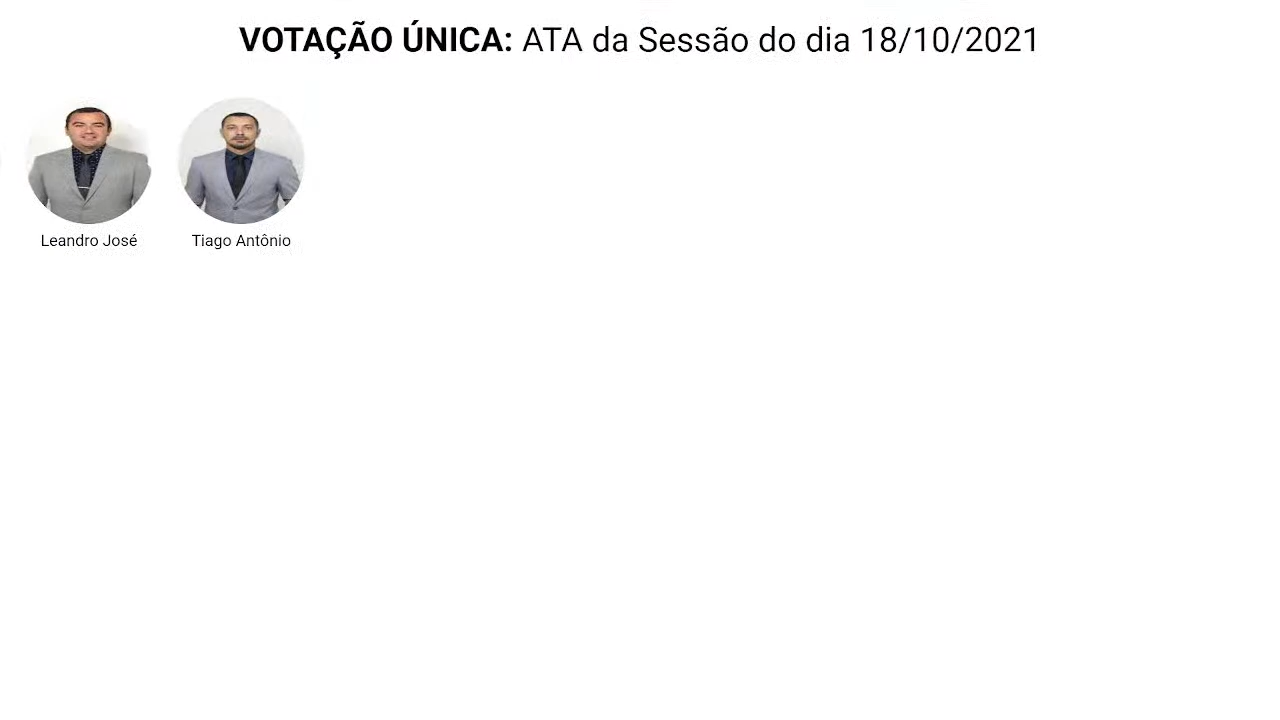 VOTAÇÃO ÚNICA: ATA da Sessão do dia 18/10/2021
Leandro José
Tiago Antônio